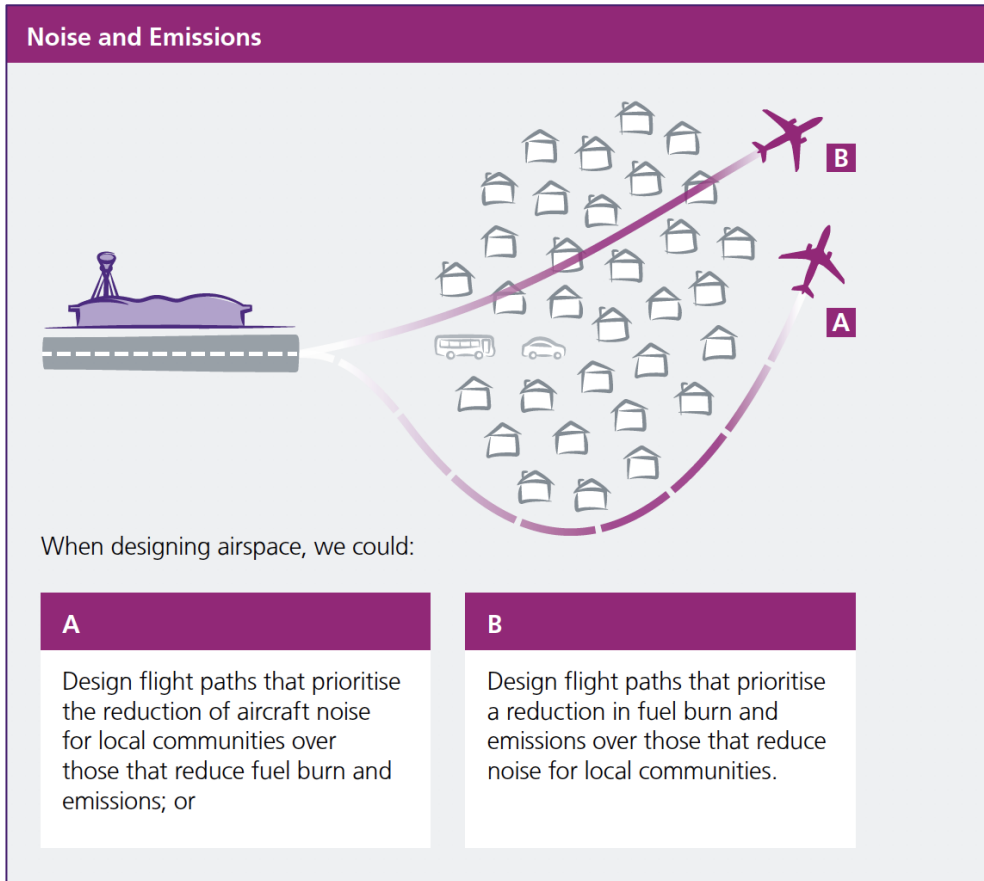 Noise and Emissions
B
A
When designing airspace, we could:
A
Design flight paths that prioritise
the reduction of aircraft noise
for local communities over
those that reduce fuel burn and
emissions; or
B
Design flight paths that prioritise
a reduction in fuel burn and
emissions over those that reduce
noise for local communities.